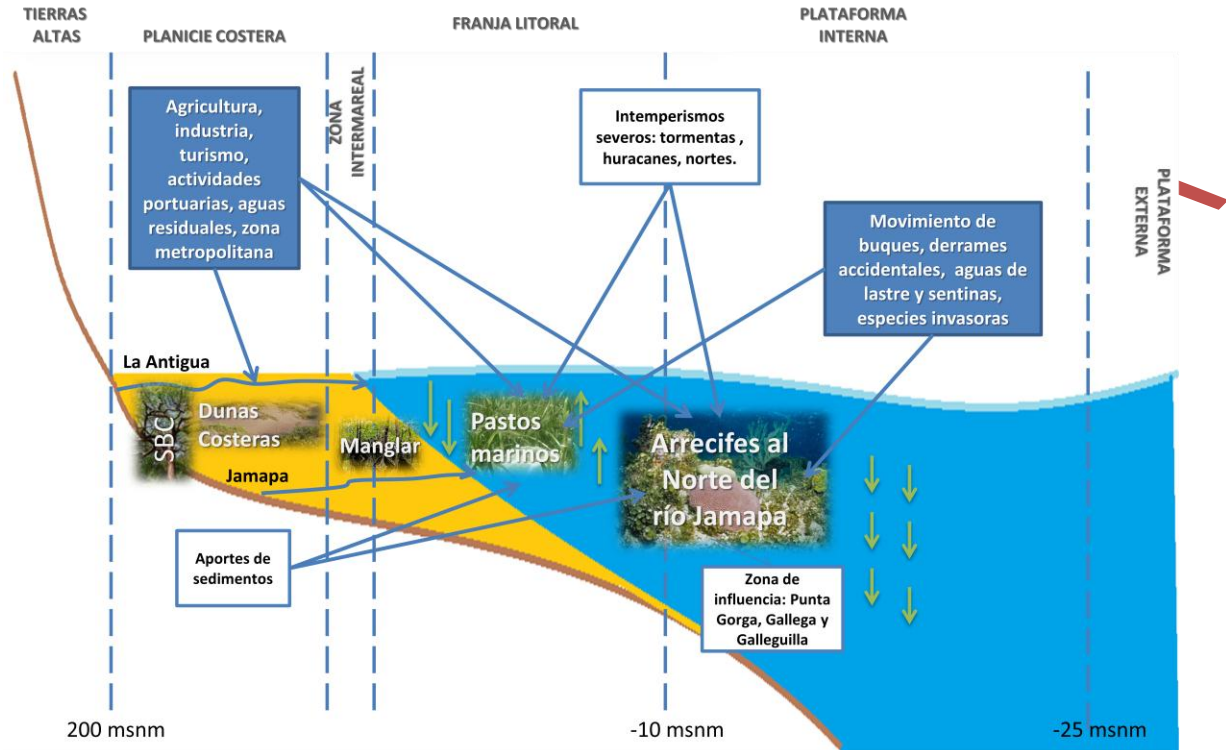 TIERRAS
ALTAS
PLANICIE COSTERA
FRANJA LITORAL
PLATAFORMA
INTERNA
ZONA
INTERMAREAL
PLATAFORMA
EXTERNA
Agricultura,
industria,
turismo,
actividades
portuarias, aguas
residuales, zona
metropolitana
Intemperismos
severos: tormentas ,
huracanes, nortes.
Movimiento de
buques, derrames
accidentales, aguas de
lastre y sentinas,
especies invasoras
La Antigua
SBC
Dunas
Costeras
Manglar
Pastos
marinos
Arrecifes al
Norte del
río Jamapa
Jamapa
Aportes de
sedimentos
Zona de
influencia: Punta
Gorga, Gallega y
Galleguilla
200 msnm
-10 msnm
-25 msnm